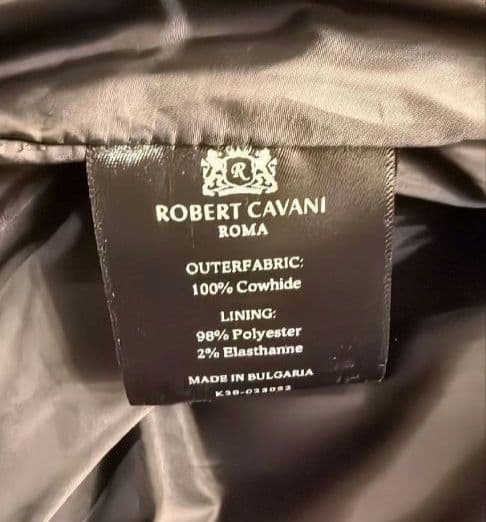 R
ROBERT CAVANI
ROMA
OUTERFABRIC:
100% Cowhide
LINING:
98% Polyester
2% Elasthanne
MADE IN BULGARIA